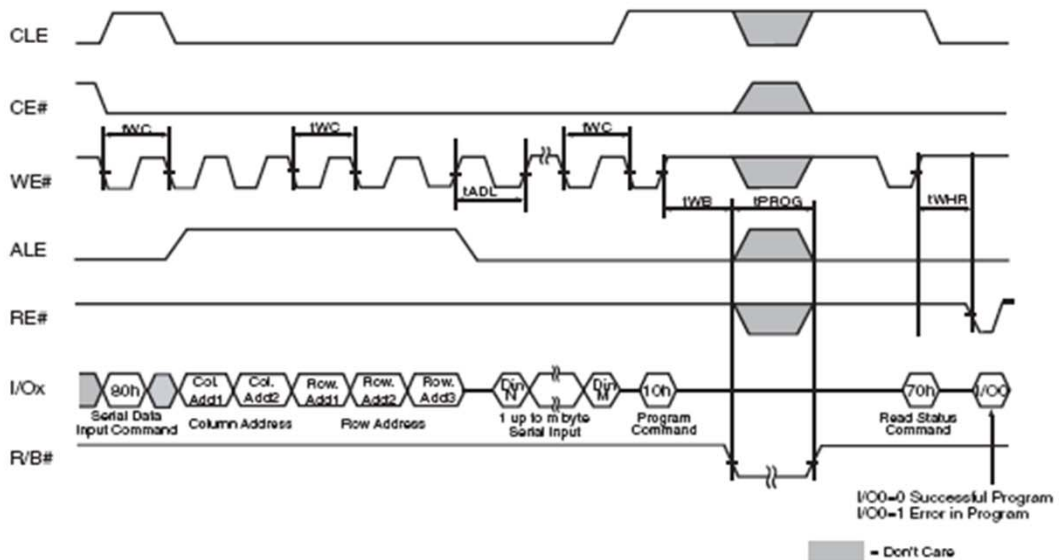 CLE
CE#
tWC
tWC
tWC
WE#
tADL
tWB
tPROG
tWHR
ALE
RE#
I/Ox
80h
Col. Add1
Col. Add2
Row. Add1
Row. Add2
Row. Add3
Din N
Din M
10h
70h
I/O0
Serial Data
Input Command
Column Address
Row Address
1 up to m byte
Serial Input
Program
Command
Read Status
Command
R/B#
I/O0=0 Successful Program
I/O0=1 Error in Program
= Don't Care